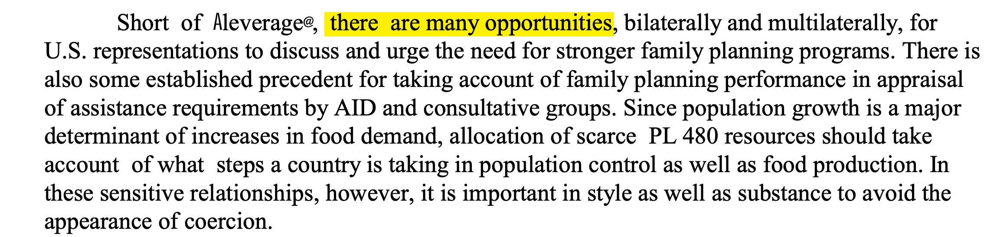 Short of Aleverage@, there are many opportunities, bilaterally and multilaterally, for
U.S. representations to discuss and urge the need for stronger family planning programs. There is
also some established precedent for taking account of family planning performance in appraisal
of assistance requirements by AID and consultative groups. Since population growth is a major
determinant of increases in food demand, allocation of scarce PL 480 resources should take
account of what steps a country is taking in population control as well as food production. In
these sensitive relationships, however, it is important in style as well as substance to avoid the
appearance of coercion.